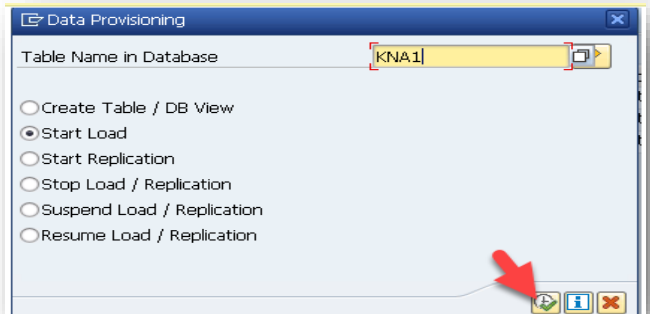 Data Provisioning
Table Name in Database KNA1
Create Table / DB View
Start Load
Start Replication
Stop Load / Replication
Suspend Load / Replication
Resume Load / Replication